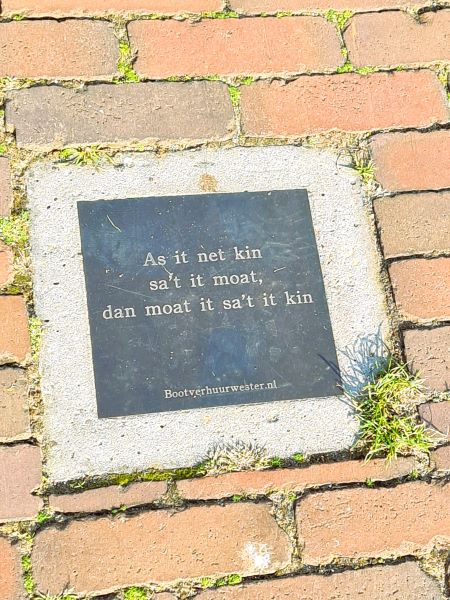 As it net kin
sa't it moat,
dan moat it sa't it kin
Bootverhuurwester.nl